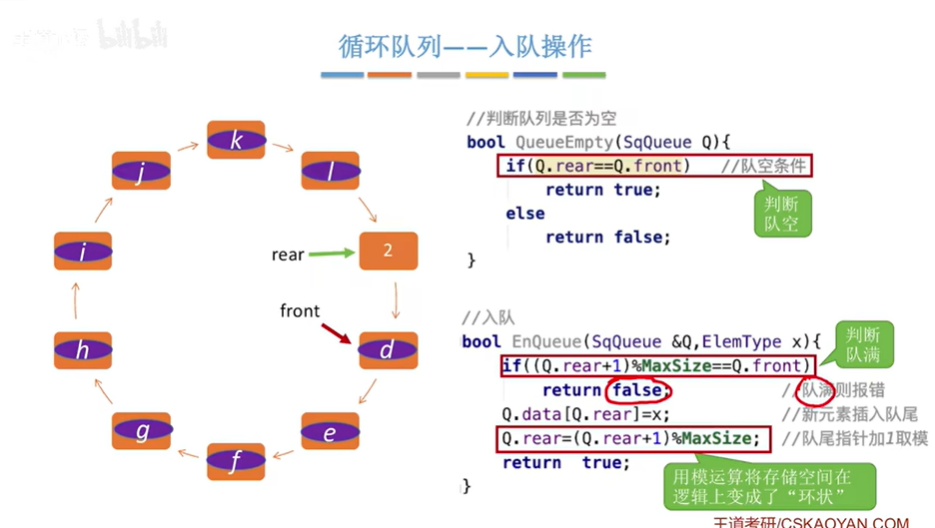 bilibili
循环队列——入队操作
k
l
2
d
e
f
g
h
i
j
rear
front
//判断队列是否为空
bool QueueEmpty(SqQueue Q){
if(Q.rear==Q.front) //队空条件
return true;
else
return false;
}
判断
队空
//入队
bool EnQueue(SqQueue &Q,ElemType x){
if((Q.rear+1)%MaxSize==Q.front)
return false; //队满则报错
Q.data[Q.rear]=x; //新元素插入队尾
Q.rear=(Q.rear+1)%MaxSize; //队尾指针加1取模
return true;
}
判断
队满
用模运算将存储空间在
逻辑上变成了“环状”
王道考研/CSKAOYAN.COM